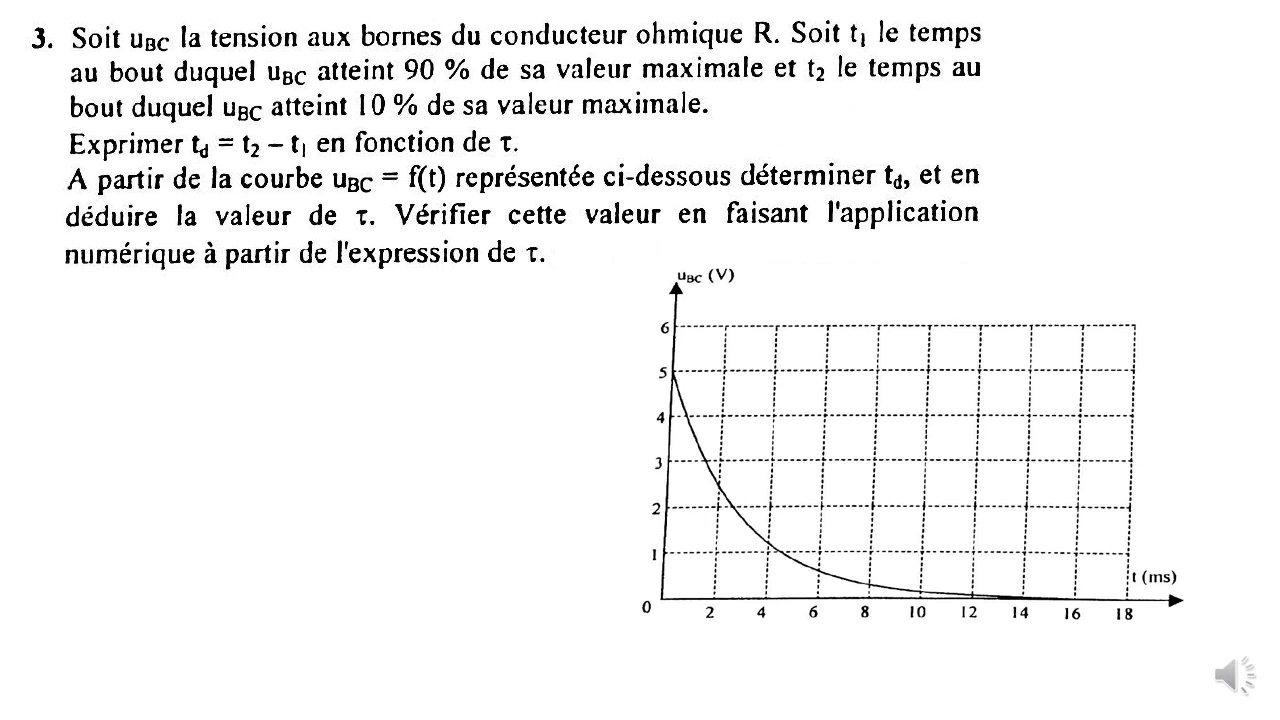 3. Soit uBC la tension aux bornes du conducteur ohmique R. Soit t1 le temps
au bout duquel uBC atteint 90 % de sa valeur maximale et t2 le temps au
bout duquel uBC atteint 10 % de sa valeur maximale.
Exprimer td = t2 – t1 en fonction de τ.
A partir de la courbe uBC = f(t) représentée ci-dessous déterminer td, et en
déduire la valeur de τ. Vérifier cette valeur en faisant l'application
numérique à partir de l'expression de τ.
uBC (V)
6
5
4
3
2
1
t (ms)
0 2 4 6 8 10 12 14 16 18